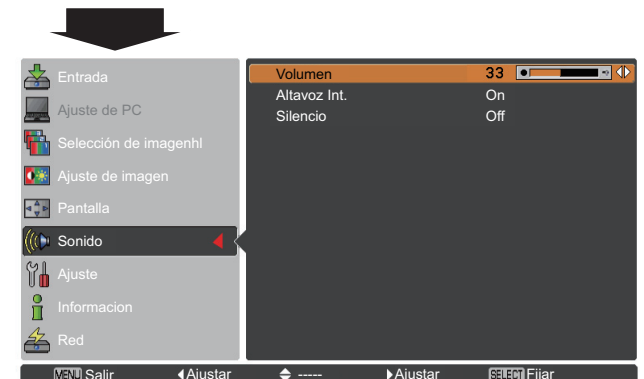 Entrada
Ajuste de PC
Selección de imagenhl
Ajuste de imagen
Pantalla
Sonido
Ajuste
Informacion
Red
Volumen 33
Altavoz Int. On
Silencio Off
MENU Salir Ajustar ----- Ajustar SELECT Fijar